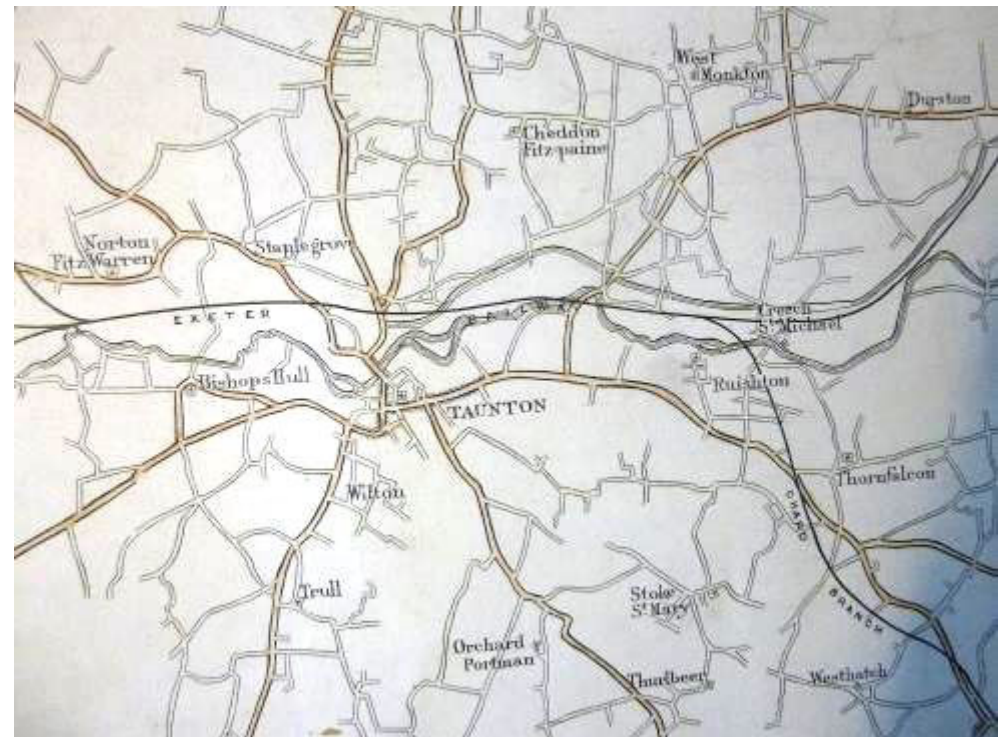 West
Monkton
Durston
Cheddon
Fitzpaine
Norton
Fitz Warren
Staplegrove
EXETER
RAILWAY
Creech
St Michael
Bishops Hull
Ruishton
TAUNTON
Thornfalcon
Wilton
CHARD
BRANCH
Trull
Stoke
St Mary
Orchard
Portman
Thurlbeer
Westhatch